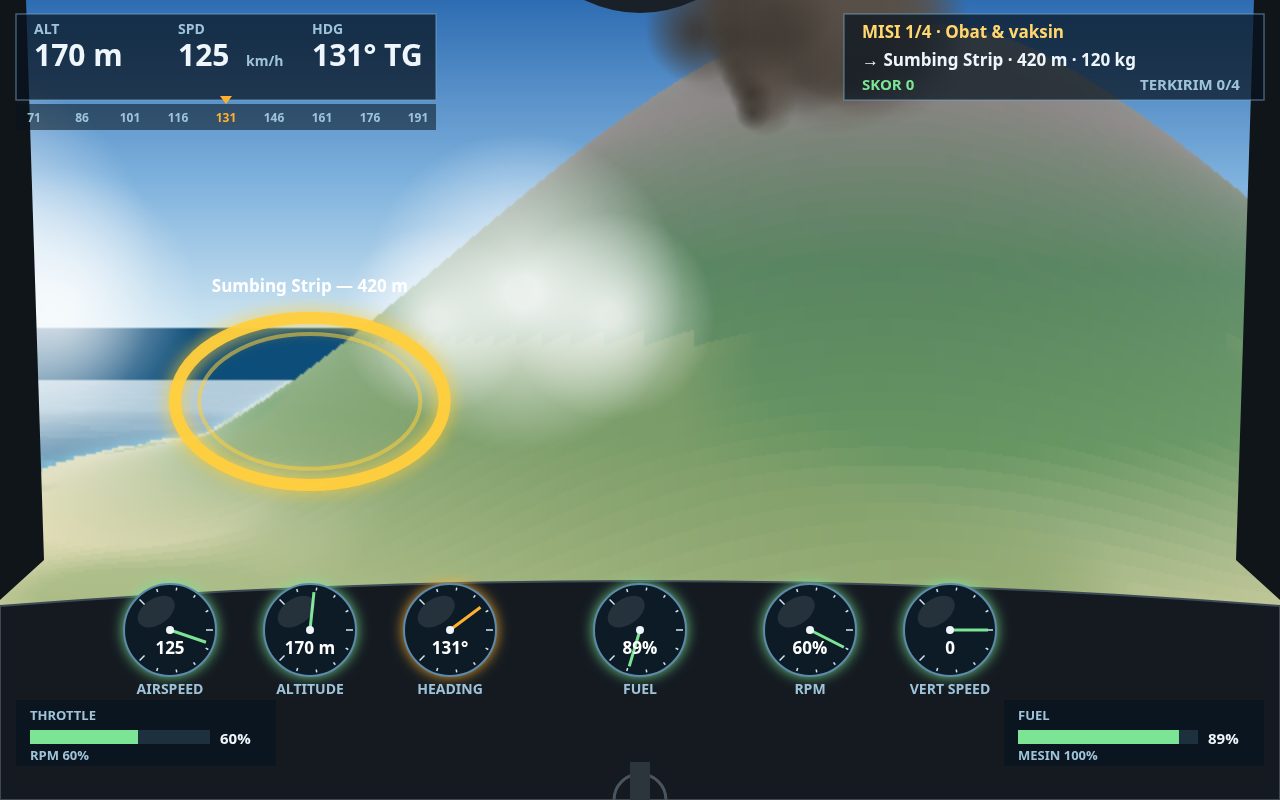 ALT SPD HDG
170 m 125 km/h 131° TG
71 86 101 116 131 146 161 176 191
MISI 1/4 · Obat & vaksin
→ Sumbing Strip · 420 m · 120 kg
SKOR 0 TERKIRIM 0/4
Sumbing Strip — 420 m
125 170 m 131° 89% 60% 0
AIRSPEED ALTITUDE HEADING FUEL RPM VERT SPEED
THROTTLE
60%
RPM 60%
FUEL
89%
MESIN 100%